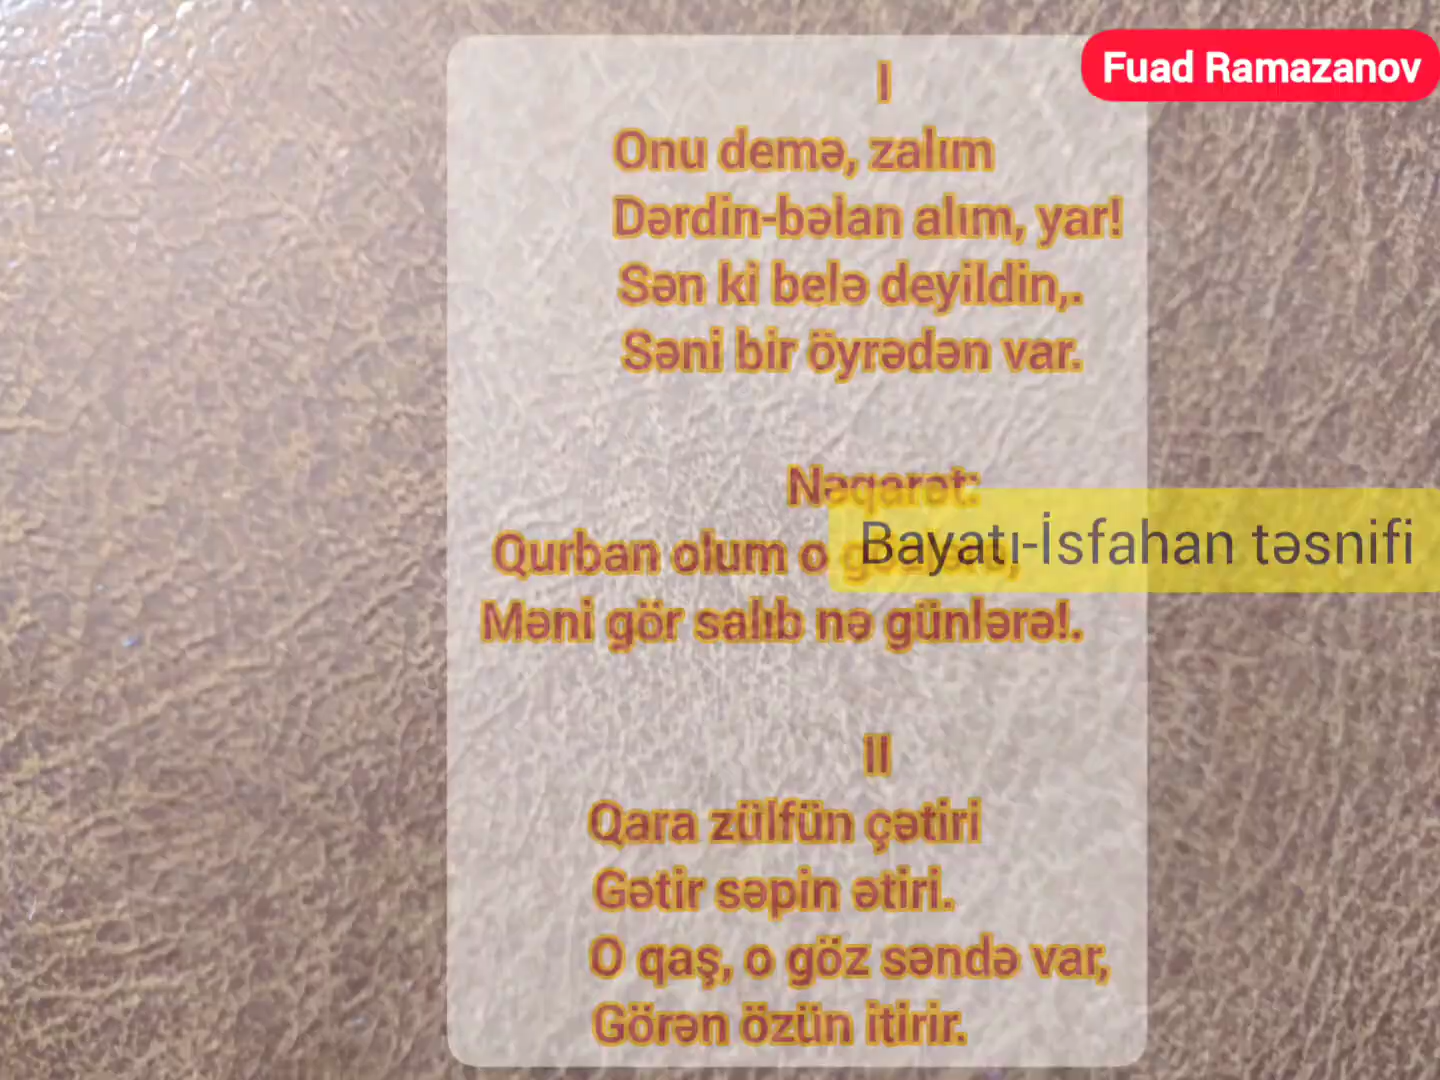 Fuad Ramazanov
I
Onu demə, zalım
Dərdin-bəlan alım, yar!
Sən ki belə deyildin,.
Səni bir öyrədən var.
Nəqarət:
Qurban olum o
Bayatı-İsfahan təsnifi
Məni gör salıb nə günlərə!.
II
Qara zülfün çətiri
Gətir səpin ətiri.
O qaş, o göz səndə var,
Görən özün itirir.